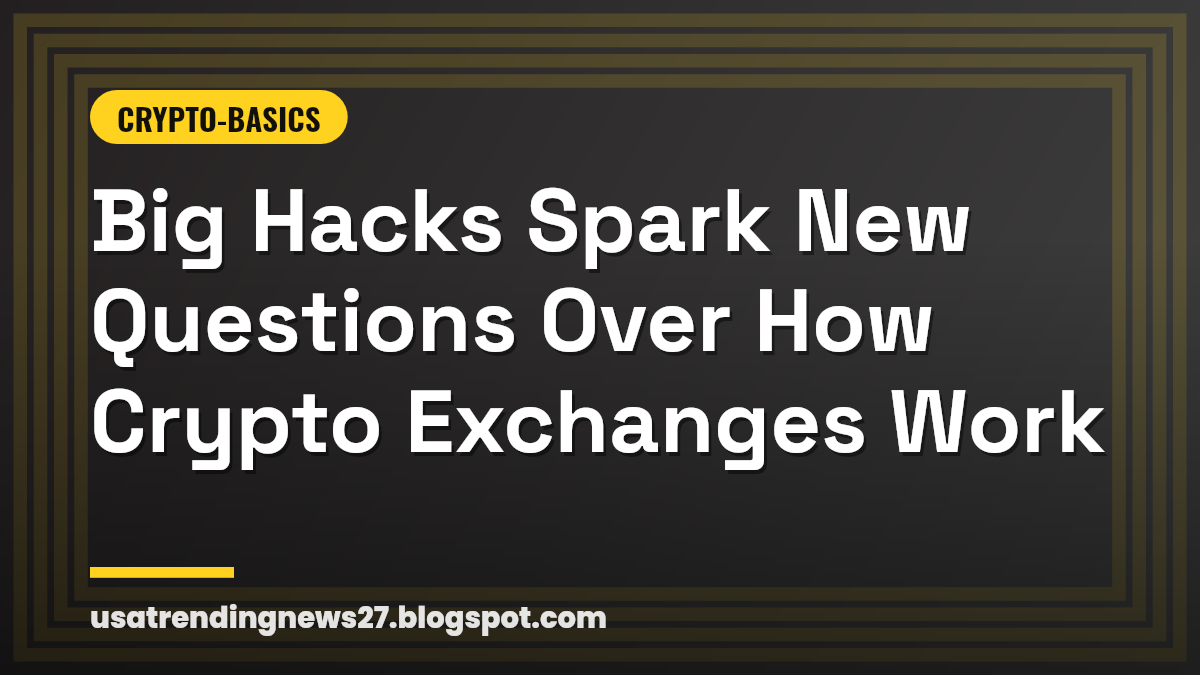 CRYPTO-BASICS
Big Hacks Spark New
Questions Over How
Crypto Exchanges Work
usatrendingnews27.blogspot.com